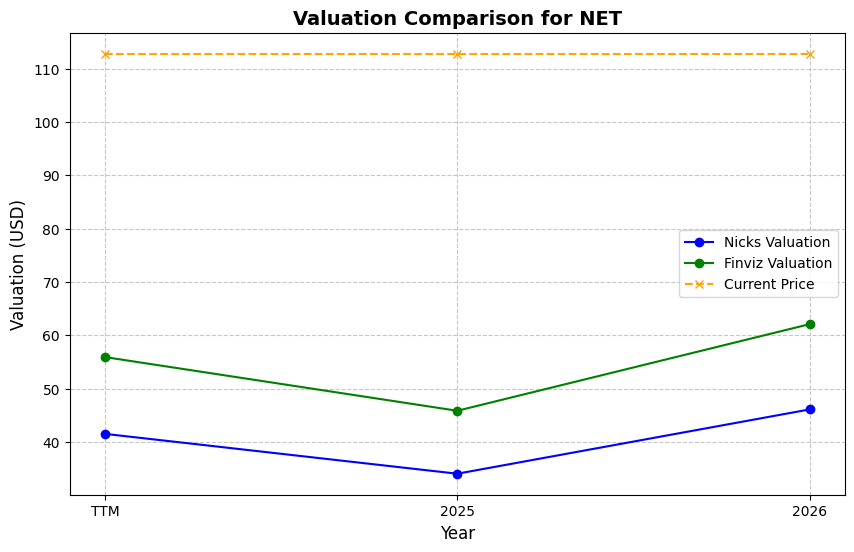 Valuation Comparison for NET
Valuation (USD)
110
100
90
80
70
60
50
40
Nicks Valuation
Finviz Valuation
Current Price
TTM
2025
2026
Year